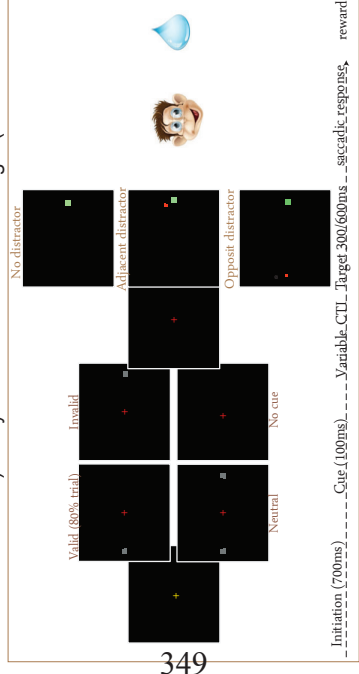 No distractor
Adjacent distractor
Opposit distractor
Invalid
No cue
Valid (80% trial)
Neutral
Initiation (700ms)
Cue (100ms)
Variable CTI
Target 300/600ms
saccadic response
reward
349